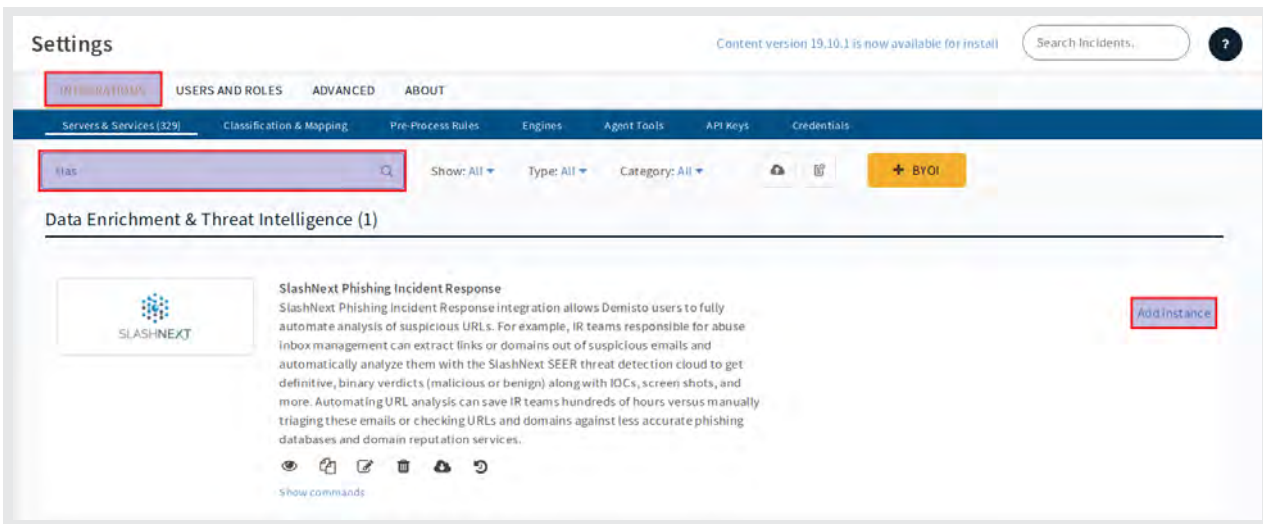 Settings
Content version 19.10.1 is now available for install
Search Incidents.
?
INTEGRATIONS
USERS AND ROLES
ADVANCED
ABOUT
Servers & Services (329)
Classification & Mapping
Pre-Process Rules
Engines
Agent Tools
API Keys
Credentials
Show: All
Type: All
Category: All
+ BYOI
Data Enrichment & Threat Intelligence (1)
SLASHNEXT
SlashNext Phishing Incident Response
SlashNext Phishing Incident Response integration allows Demisto users to fully
automate analysis of suspicious URLs. For example, IR teams responsible for abuse
inbox management can extract links or domains out of suspicious emails and
automatically analyze them with the SlashNext SEER threat detection cloud to get
definitive, binary verdicts (malicious or benign) along with IOCs, screen shots, and
more. Automating URL analysis can save IR teams hundreds of hours versus manually
triaging these emails or checking URLs and domains against less accurate phishing
databases and domain reputation services.
Show commands
Add instance